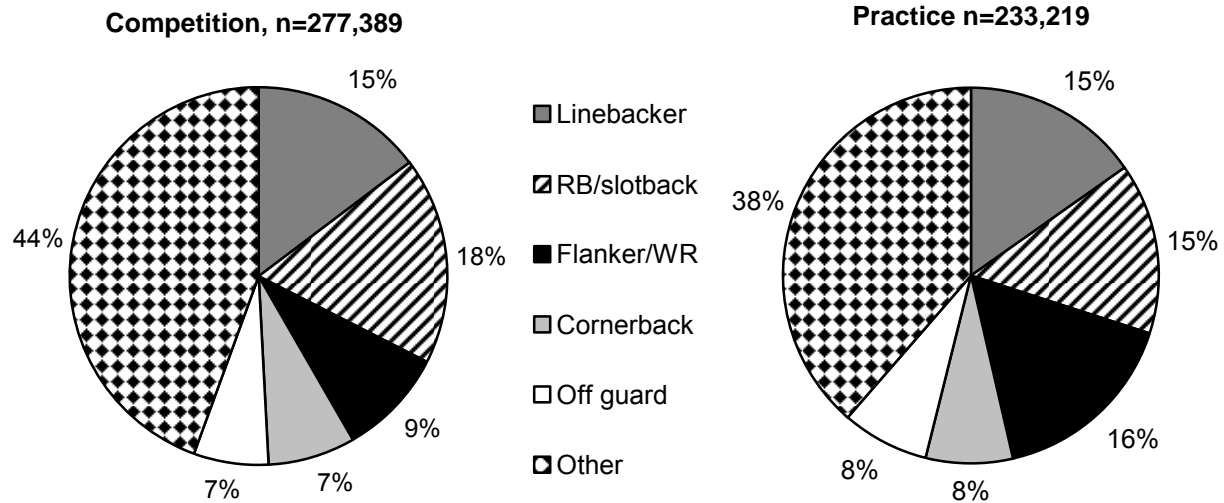 Competition, n=277,389
15%
18%
9%
7%
7%
44%
Linebacker
RB/slotback
Flanker/WR
Cornerback
Off guard
Other
Practice n=233,219
15%
15%
16%
8%
8%
38%